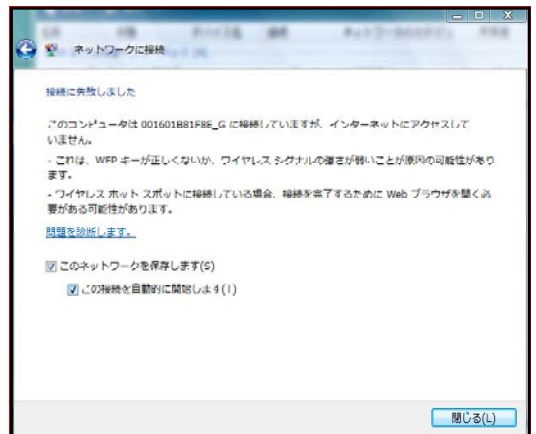 ネットワークに接続
接続に失敗しました
このコンピュータは 001601B81F8E_G に接続していますが、インターネットにアクセスして
いません。
- これは、WEP キーが正しくないか、ワイヤレス シグナルの強さが弱いことが原因の可能性があり
ます。
- ワイヤレス ホット スポットに接続している場合、接続を完了するために Web ブラウザを開く必
要がある可能性があります。
問題を診断します。
このネットワークを保存します(S)
この接続を自動的に開始します(T)
閉じる(L)